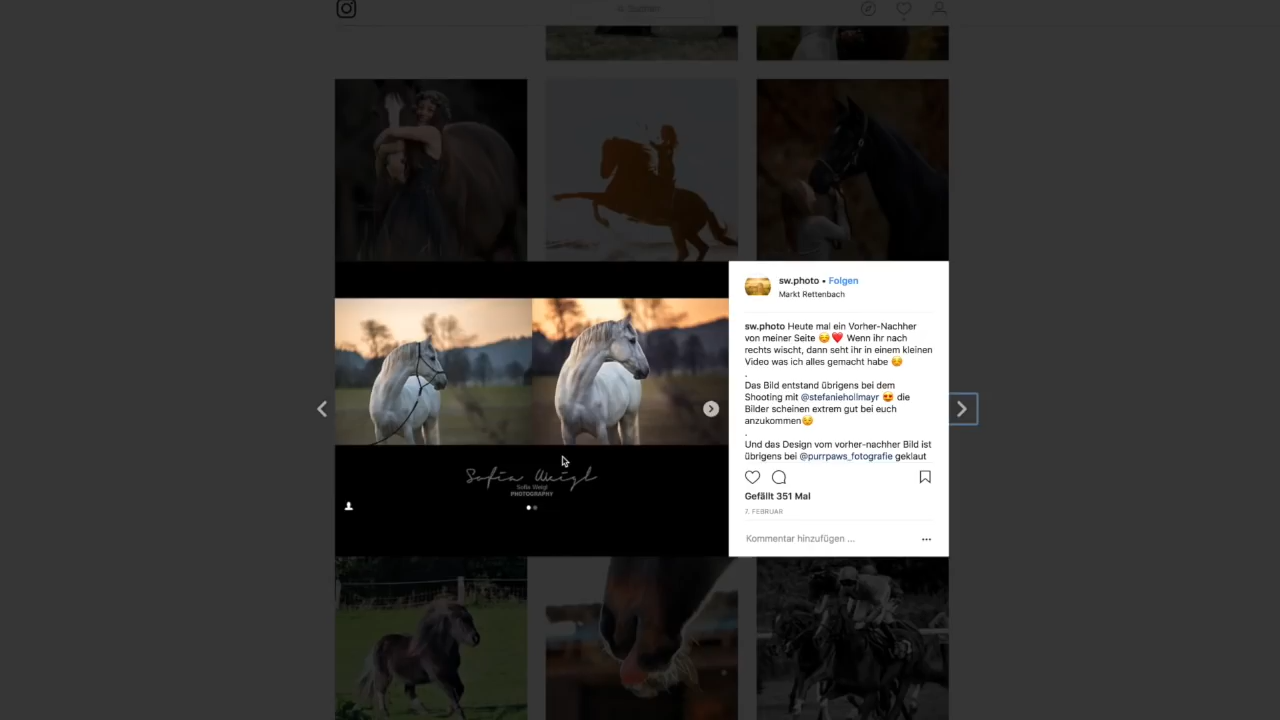 sw.photo • Folgen
Markt Rettenbach
sw.photo Heute mal ein Vorher-Nachher
von meiner Seite 😏❤️ Wenn ihr nach
rechts wischt, dann seht ihr in einem kleinen
Video was ich alles gemacht habe 😏
.
Das Bild entstand übrigens bei dem
Shooting mit @stefaniehollmayr 😍 die
Bilder scheinen extrem gut bei euch
anzukommen😏
.
Und das Design vom vorher-nachher Bild ist
übrigens bei @purrpaws_fotografie geklaut
Gefällt 351 Mal
7. FEBRUAR
Kommentar hinzufügen ...
Sofia Weigl
Sofia Weigl
PHOTOGRAPHY